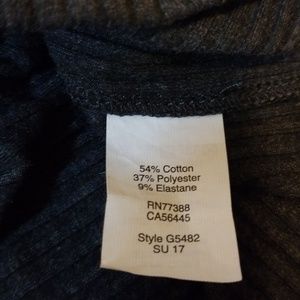 54% Cotton
37% Polyester
9% Elastane
RN77388
CA56445
Style G5482
SU 17